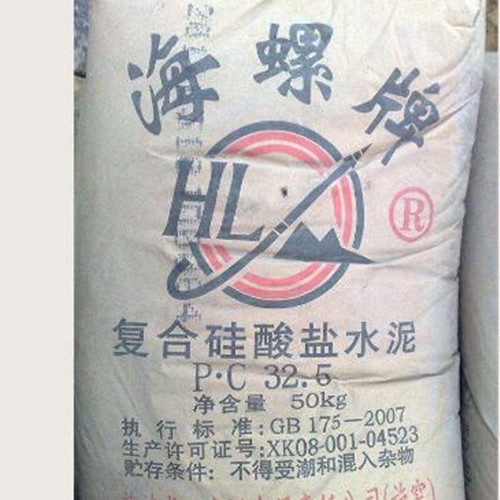 海螺牌
HL
®
复合硅酸盐水泥
P·C 32.5
净含量 50kg
执行标准:GB 175-2007
生产许可证号:XK08-001-04523
贮存条件:不得受潮和混入杂物